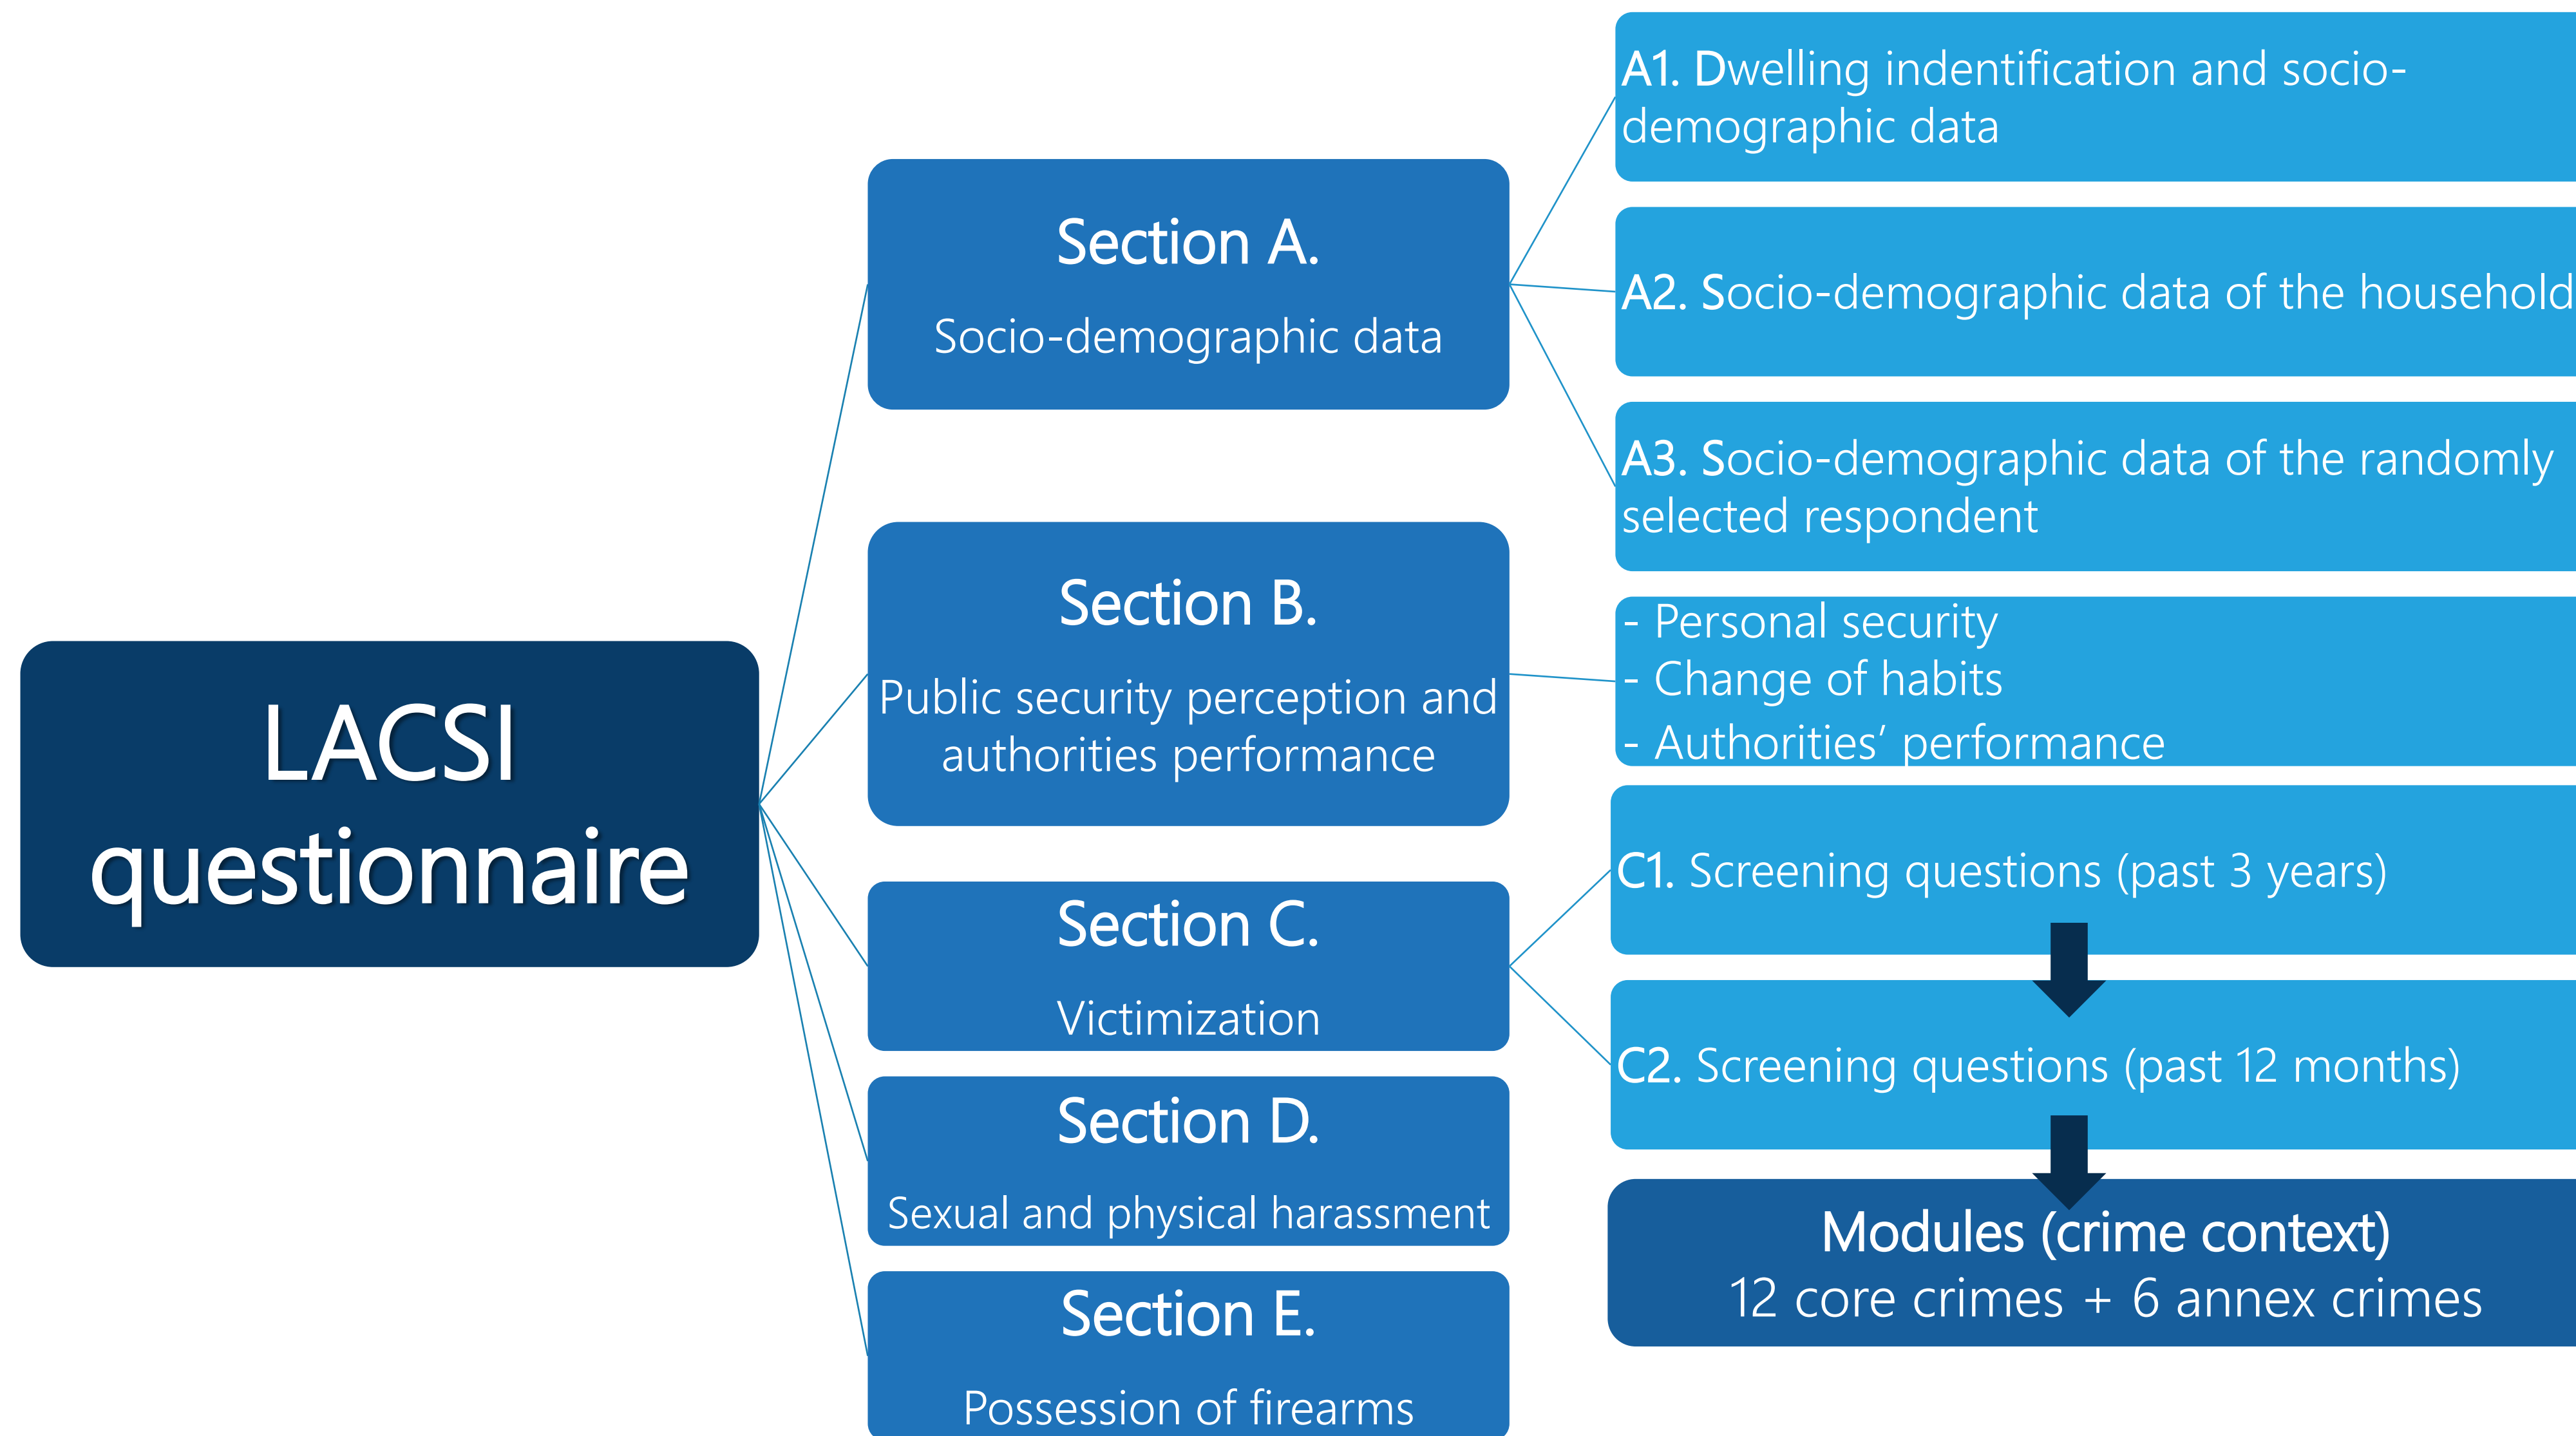 LACSI
questionnaire
Section A.
Socio-demographic data
A1. Dwelling indentification and socio-
demographic data
A2. Socio-demographic data of the household
A3. Socio-demographic data of the randomly
selected respondent
Section B.
Public security perception and
authorities performance
- Personal security
- Change of habits
- Authorities’ performance
Section C.
Victimization
C1. Screening questions (past 3 years)
C2. Screening questions (past 12 months)
Modules (crime context)
12 core crimes + 6 annex crimes
Section D.
Sexual and physical harassment
Section E.
Possession of firearms